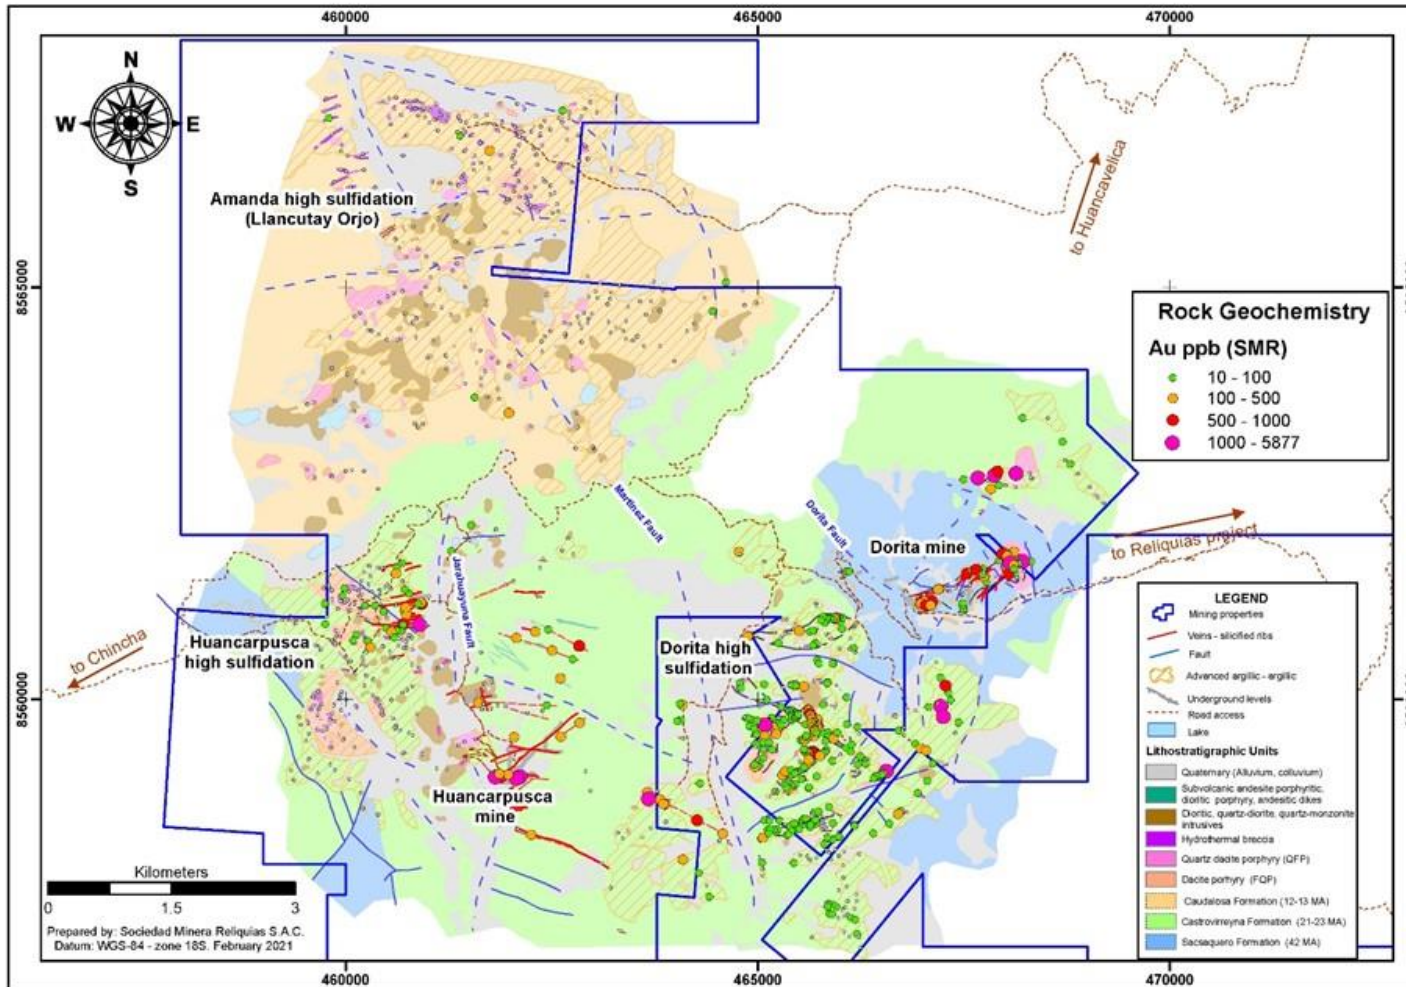 460000
465000
470000
N
W
E
S
Amanda high sulfidation
(Llancutay Orjo)
to Huancavelica
8565000
Rock Geochemistry
Au ppb (SMR)
10 - 100
100 - 500
500 - 1000
1000 - 5877
Martinez Fault
Dorita Fault
Dorita mine
to Reliquias project
Jarahuayuna Fault
Huancarpusca
high sulfidation
to Chincha
Dorita high
sulfidation
8560000
Huancarpusca
mine
LEGEND
Mining properties
Veins - silicified ribs
Fault
Advanced argillic - argillic
Underground levels
Road access
Lake
Lithostratigraphic Units
Quaternary (Alluvium, colluvium)
Subvolcanic andesite porphyritic,
dioritic porphyry, andesitic dikes
Dioritic, quartz-diorite, quartz-monzonite
intrusives
Hydrothermal breccia
Quartz dacite porphyry (QFP)
Dacite porhyry (FQP)
Caudalosa Formation (12-13 MA)
Castrovirreyna Formation (21-23 MA)
Sacsaquero Formation (42 MA)
Kilometers
0 1.5 3
Prepared by: Sociedad Minera Reliquias S.A.C.
Datum: WGS-84 - zone 18S. February 2021
460000
465000
470000